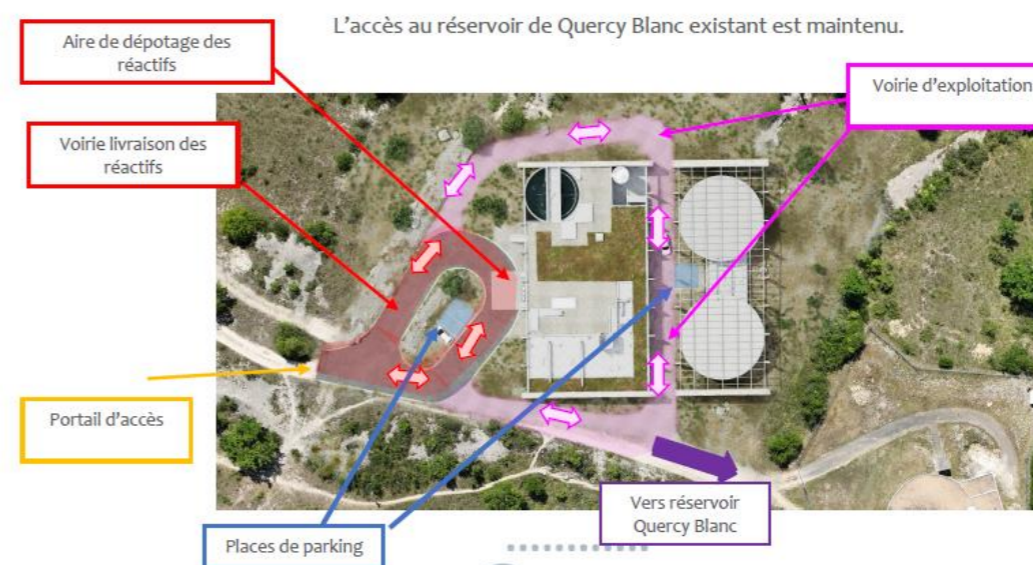 L'accès au réservoir de Quercy Blanc existant est maintenu.
Aire de dépotage des
réactifs
Voirie d'exploitation
Voirie livraison des
réactifs
Portail d'accès
Vers réservoir
Quercy Blanc
Places de parking